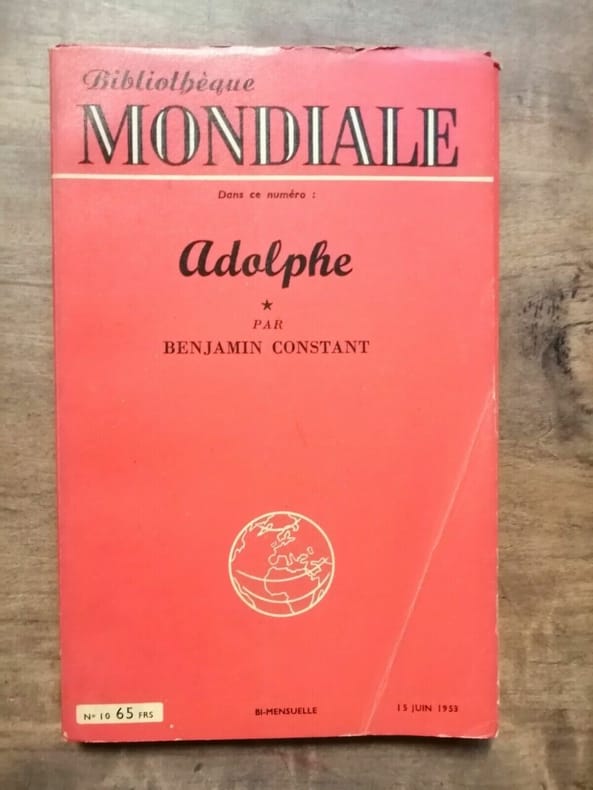 Bibliothèque
MONDIALE
Dans ce numéro :
Adolphe
★
PAR
BENJAMIN CONSTANT
Nº 10 65 FRS
BI-MENSUELLE
15 JUIN 1953